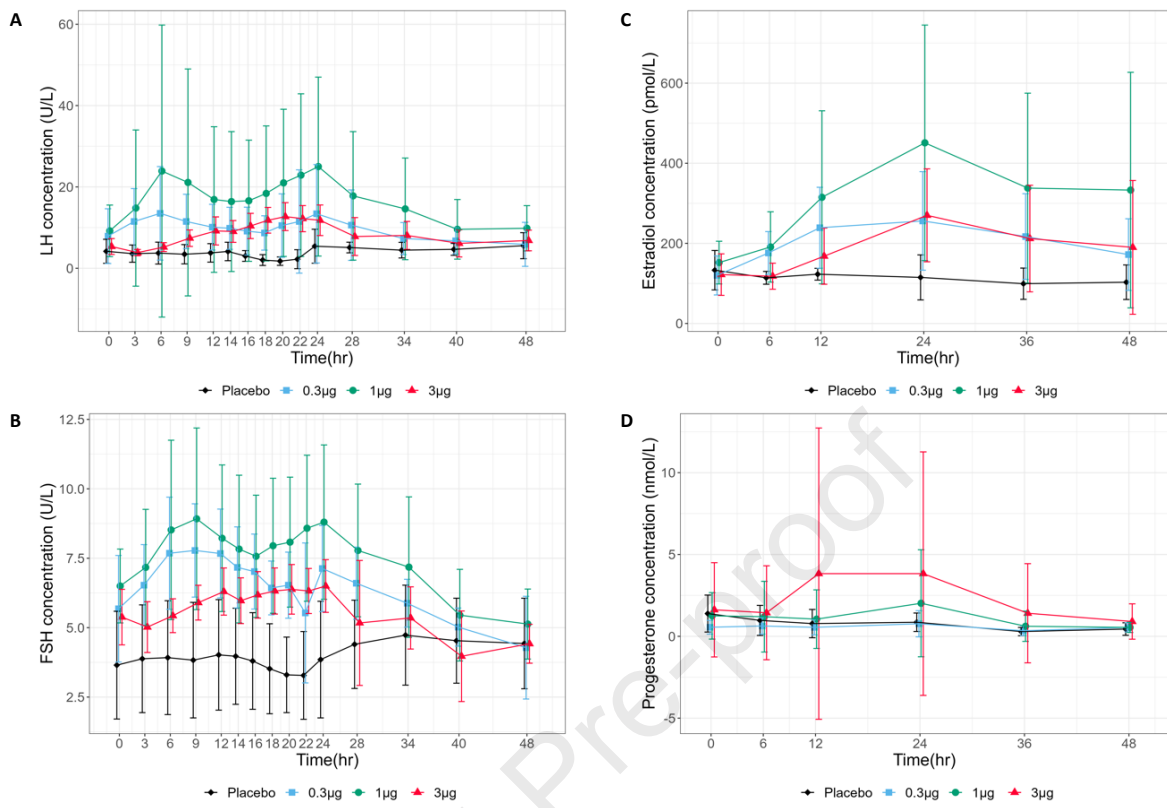 A
LH concentration (U/L)
60
40
20
0
0 3 6 9 12 14 16 18 20 22 24 28 34 40 48
Time(hr)
Placebo 0.3µg 1µg 3µg
B
FSH concentration (U/L)
12.5
10.0
7.5
5.0
2.5
0 3 6 9 12 14 16 18 20 22 24 28 34 40 48
Time(hr)
Placebo 0.3µg 1µg 3µg
C
Estradiol concentration (pmol/L)
600
400
200
0
0 6 12 24 36 48
Time(hr)
Placebo 0.3µg 1µg 3µg
D
Progesterone concentration (nmol/L)
10
5
0
-5
0 6 12 24 36 48
Time(hr)
Placebo 0.3µg 1µg 3µg
Pre-proof